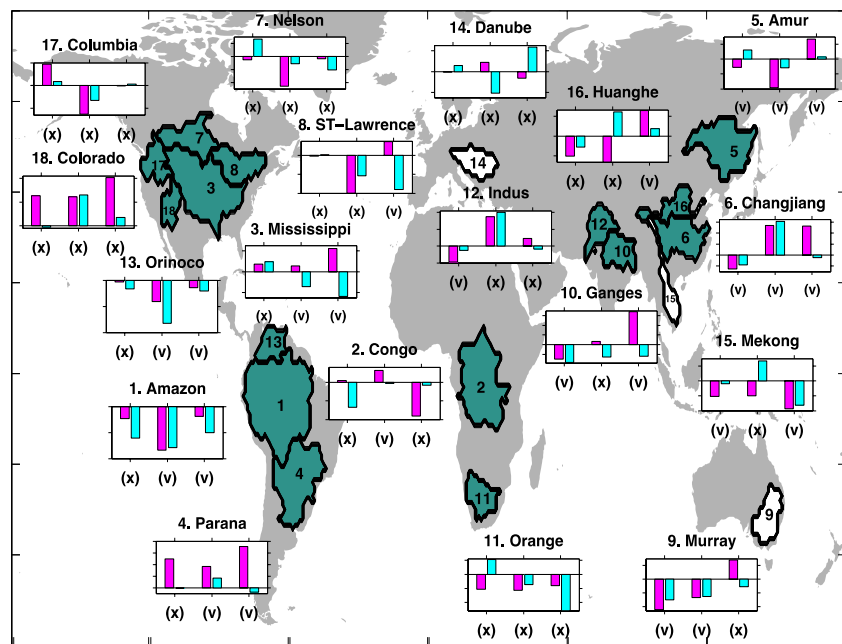 7. Nelson
14. Danube
5. Amur
17. Columbia
(x) (x) (x)
(x) (x) (x)
16. Huanghe
(v) (v) (v)
(x) (x) (x)
8. ST-Lawrence
18. Colorado
(x) (x) (v)
(x) (x) (v)
12. Indus
6. Changjiang
(x) (x) (x)
3. Mississippi
13. Orinoco
(v) (x) (x)
(v) (v) (v)
10. Ganges
(x) (v) (v)
(x) (v) (v)
15. Mekong
2. Congo
(v) (x) (v)
1. Amazon
(x) (v) (x)
(v) (x) (v)
(x) (v) (v)
4. Parana
11. Orange
9. Murray
(x) (v) (v)
(x) (x) (x)
(v) (v) (x)
7
17
8
3
18
14
5
16
12
6
10
15
13
1
2
4
11
9